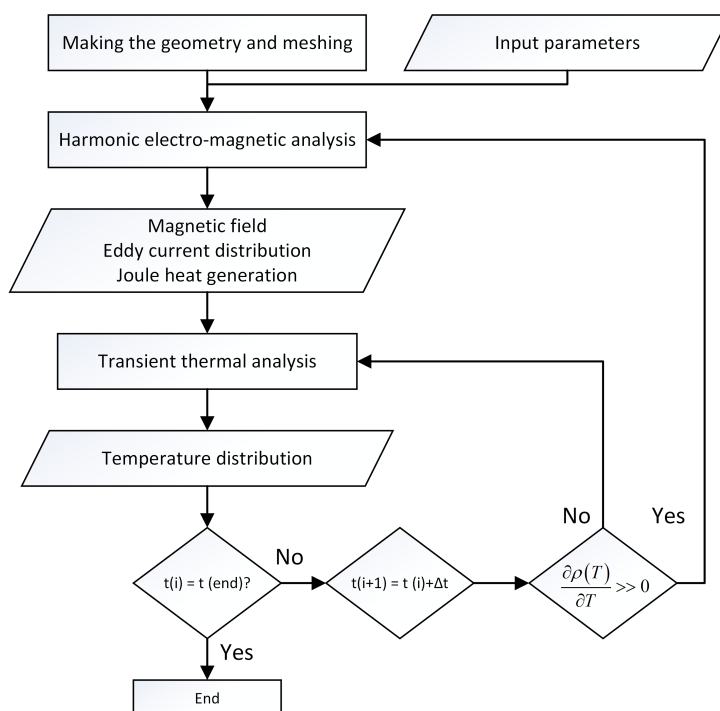 Making the geometry and meshing
Input parameters
Harmonic electro-magnetic analysis
Magnetic field
Eddy current distribution
Joule heat generation
Transient thermal analysis
Temperature distribution
No
Yes
No
t(i) = t (end)?
t(i+1) = t (i)+Δt
∂ρ(T)
∂T
>> 0
Yes
End